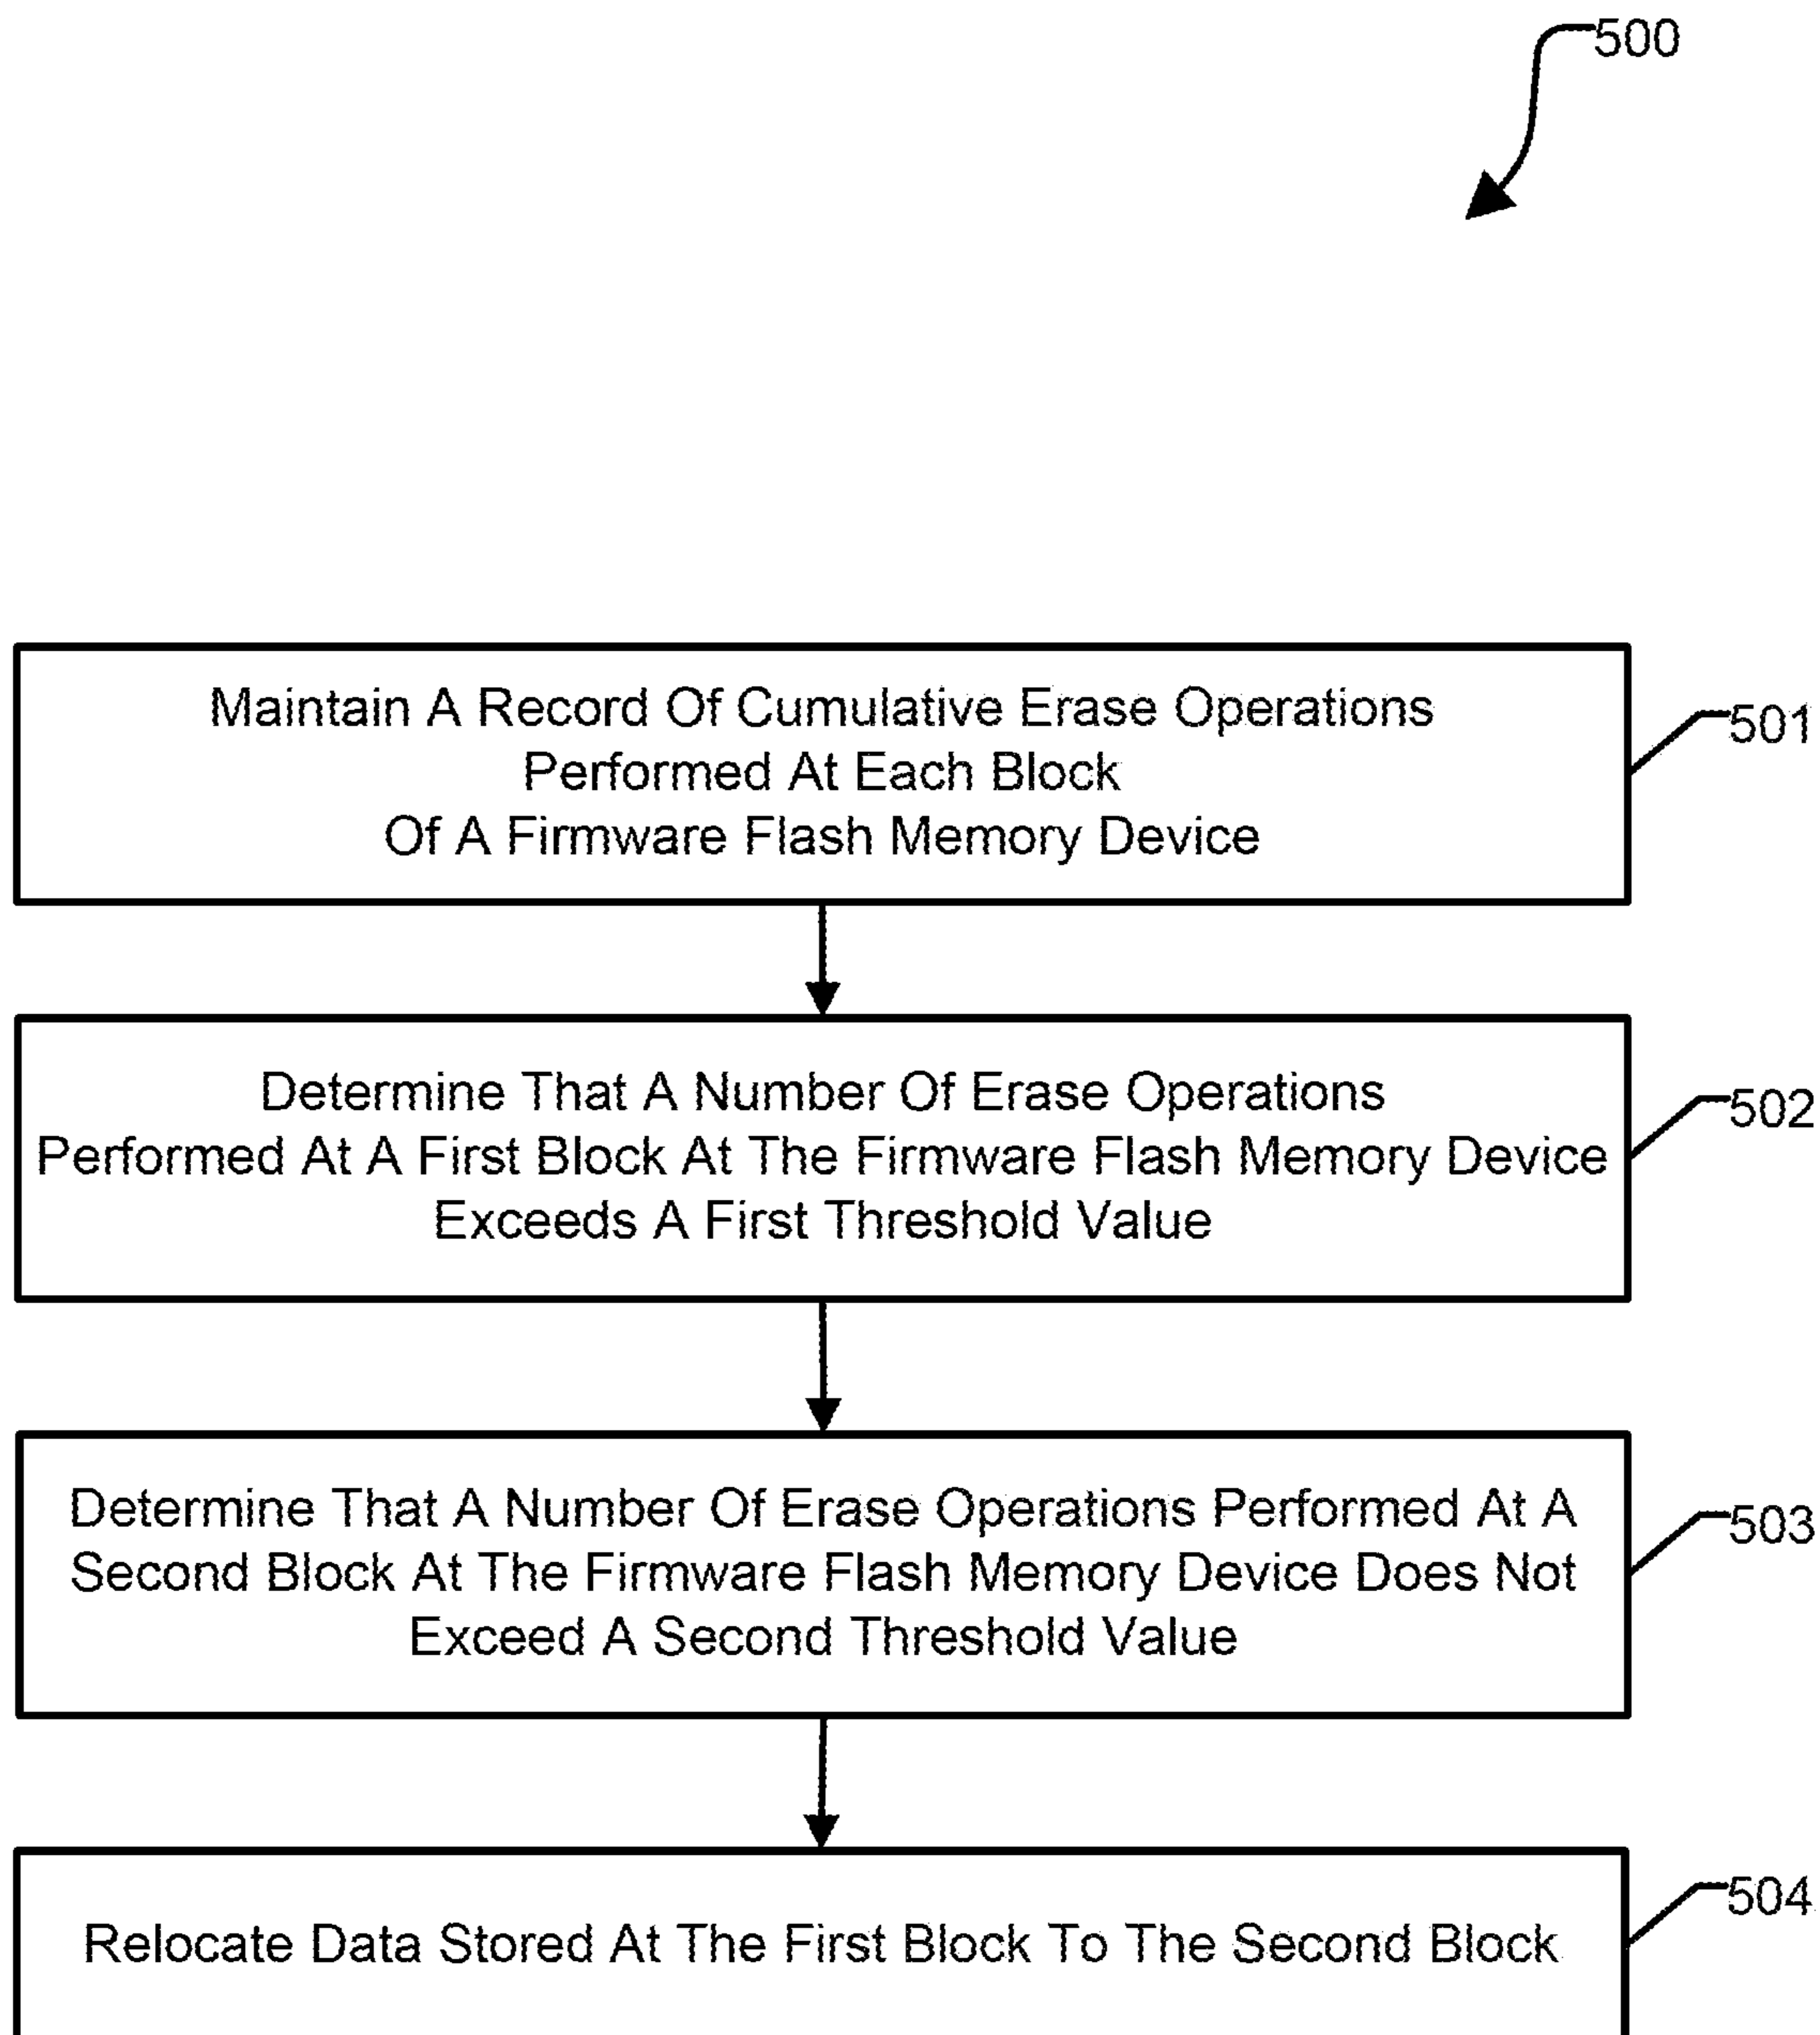 500
Maintain A Record Of Cumulative Erase Operations
Performed At Each Block
Of A Firmware Flash Memory Device
501
Determine That A Number Of Erase Operations
Performed At A First Block At The Firmware Flash Memory Device
Exceeds A First Threshold Value
502
Determine That A Number Of Erase Operations Performed At A
Second Block At The Firmware Flash Memory Device Does Not
Exceed A Second Threshold Value
503
Relocate Data Stored At The First Block To The Second Block
504